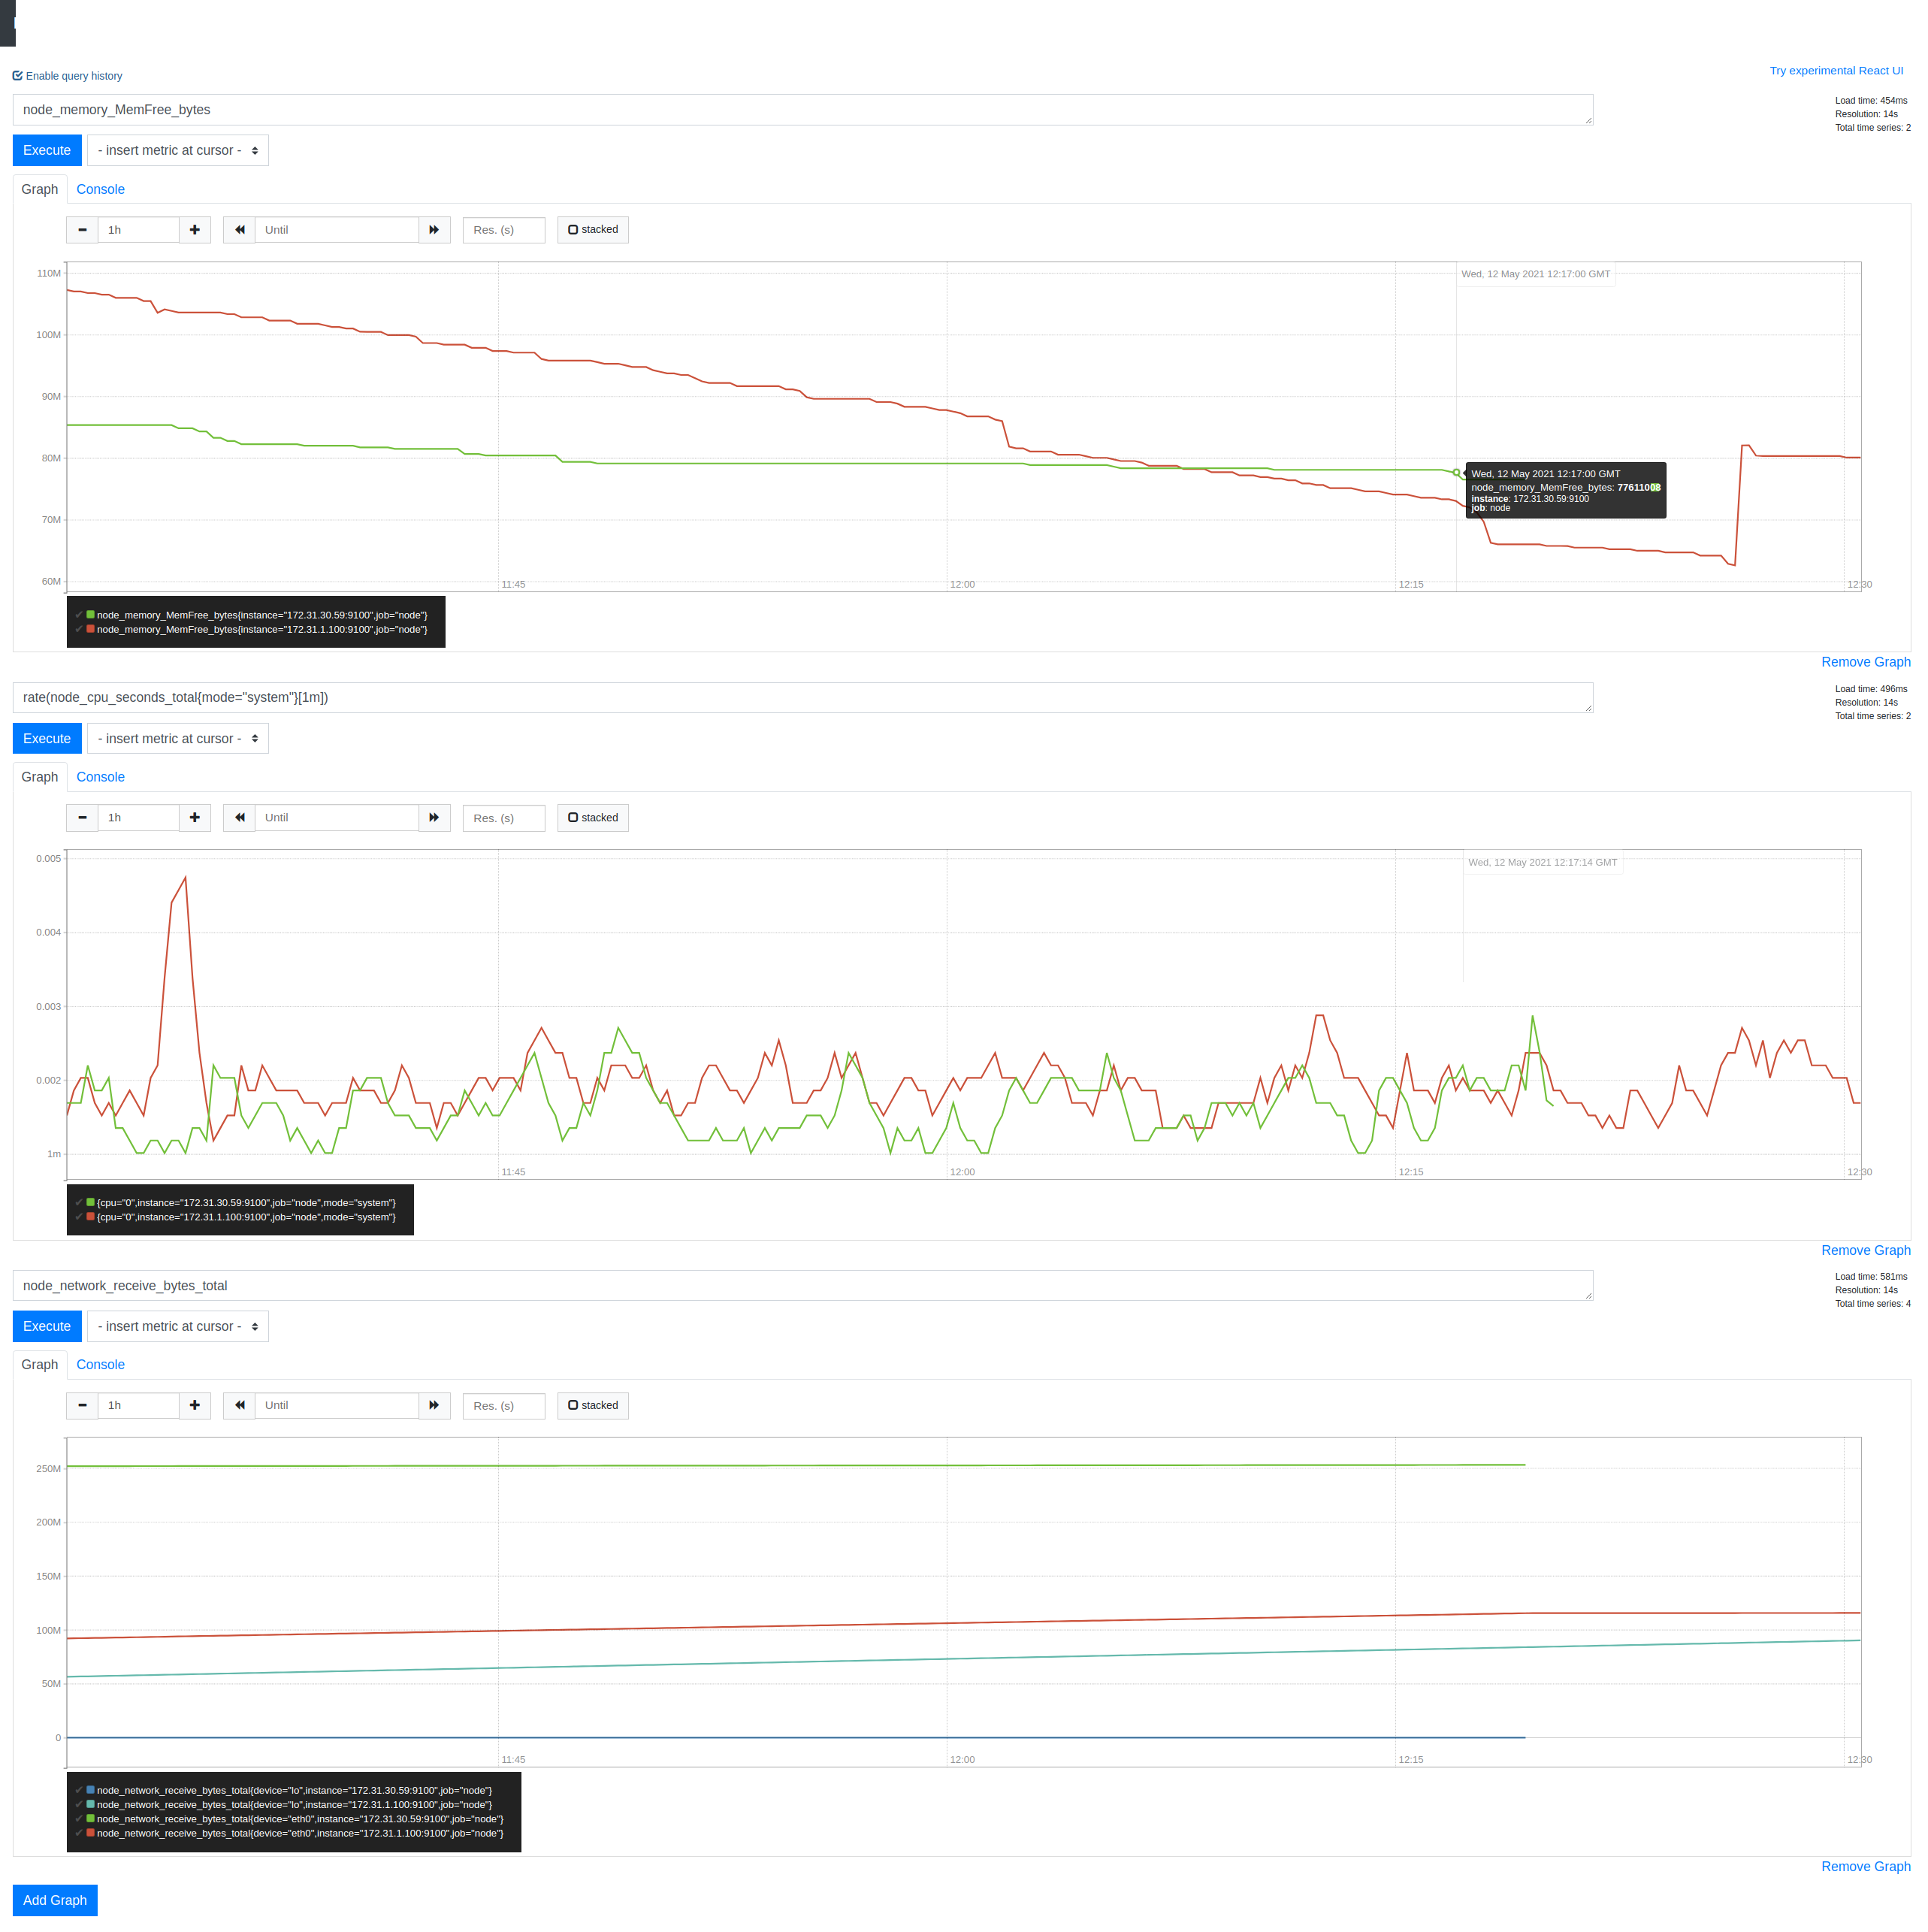 Enable query history
Try experimental React UI
node_memory_MemFree_bytes
Load time: 454ms
Resolution: 14s
Total time series: 2
Execute
- insert metric at cursor -
Graph Console
1h Until Res. (s) stacked
110M
100M
90M
80M
70M
60M
Wed, 12 May 2021 12:17:00 GMT
Wed, 12 May 2021 12:17:00 GMT
node_memory_MemFree_bytes: 77611008
instance: 172.31.30.59:9100
job: node
11:45 12:00 12:15 12:30
node_memory_MemFree_bytes{instance="172.31.30.59:9100",job="node"}
node_memory_MemFree_bytes{instance="172.31.1.100:9100",job="node"}
Remove Graph
rate(node_cpu_seconds_total{mode="system"}[1m])
Load time: 496ms
Resolution: 14s
Total time series: 2
Execute
- insert metric at cursor -
Graph Console
1h Until Res. (s) stacked
0.005
0.004
0.003
0.002
1m
Wed, 12 May 2021 12:17:14 GMT
11:45 12:00 12:15 12:30
{cpu="0",instance="172.31.30.59:9100",job="node",mode="system"}
{cpu="0",instance="172.31.1.100:9100",job="node",mode="system"}
Remove Graph
node_network_receive_bytes_total
Load time: 581ms
Resolution: 14s
Total time series: 4
Execute
- insert metric at cursor -
Graph Console
1h Until Res. (s) stacked
250M
200M
150M
100M
50M
0
11:45 12:00 12:15 12:30
node_network_receive_bytes_total{device="lo",instance="172.31.30.59:9100",job="node"}
node_network_receive_bytes_total{device="lo",instance="172.31.1.100:9100",job="node"}
node_network_receive_bytes_total{device="eth0",instance="172.31.30.59:9100",job="node"}
node_network_receive_bytes_total{device="eth0",instance="172.31.1.100:9100",job="node"}
Remove Graph
Add Graph